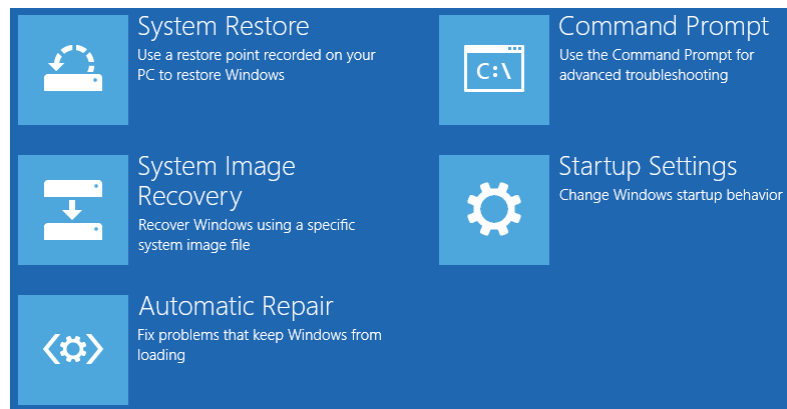 System Restore
Use a restore point recorded on your
PC to restore Windows
System Image
Recovery
Recover Windows using a specific
system image file
Automatic Repair
Fix problems that keep Windows from
loading
C:\
Command Prompt
Use the Command Prompt for
advanced troubleshooting
Startup Settings
Change Windows startup behavior